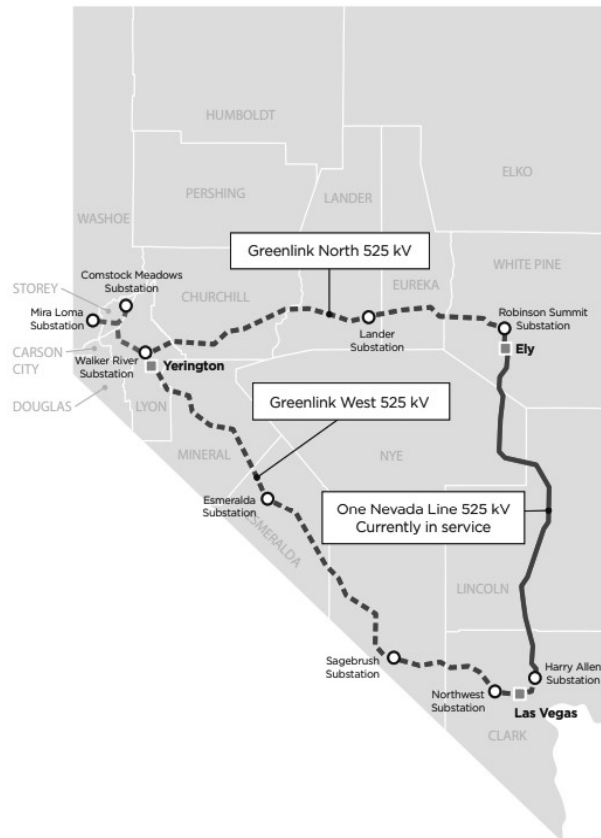 HUMBOLDT
ELKO
PERSHING
LANDER
WASHOE
Greenlink North 525 kV
EUREKA
WHITE PINE
Comstock Meadows
Substation
STOREY
CHURCHILL
Mira Loma
Substation
Robinson Summit
Substation
Lander
Substation
Ely
CARSON
CITY
Walker River
Substation
Yerington
DOUGLAS
LYON
Greenlink West 525 kV
MINERAL
NYE
Esmeralda
Substation
ESMERALDA
One Nevada Line 525 kV
Currently in service
LINCOLN
Sagebrush
Substation
Harry Allen
Substation
Northwest
Substation
Las Vegas
CLARK